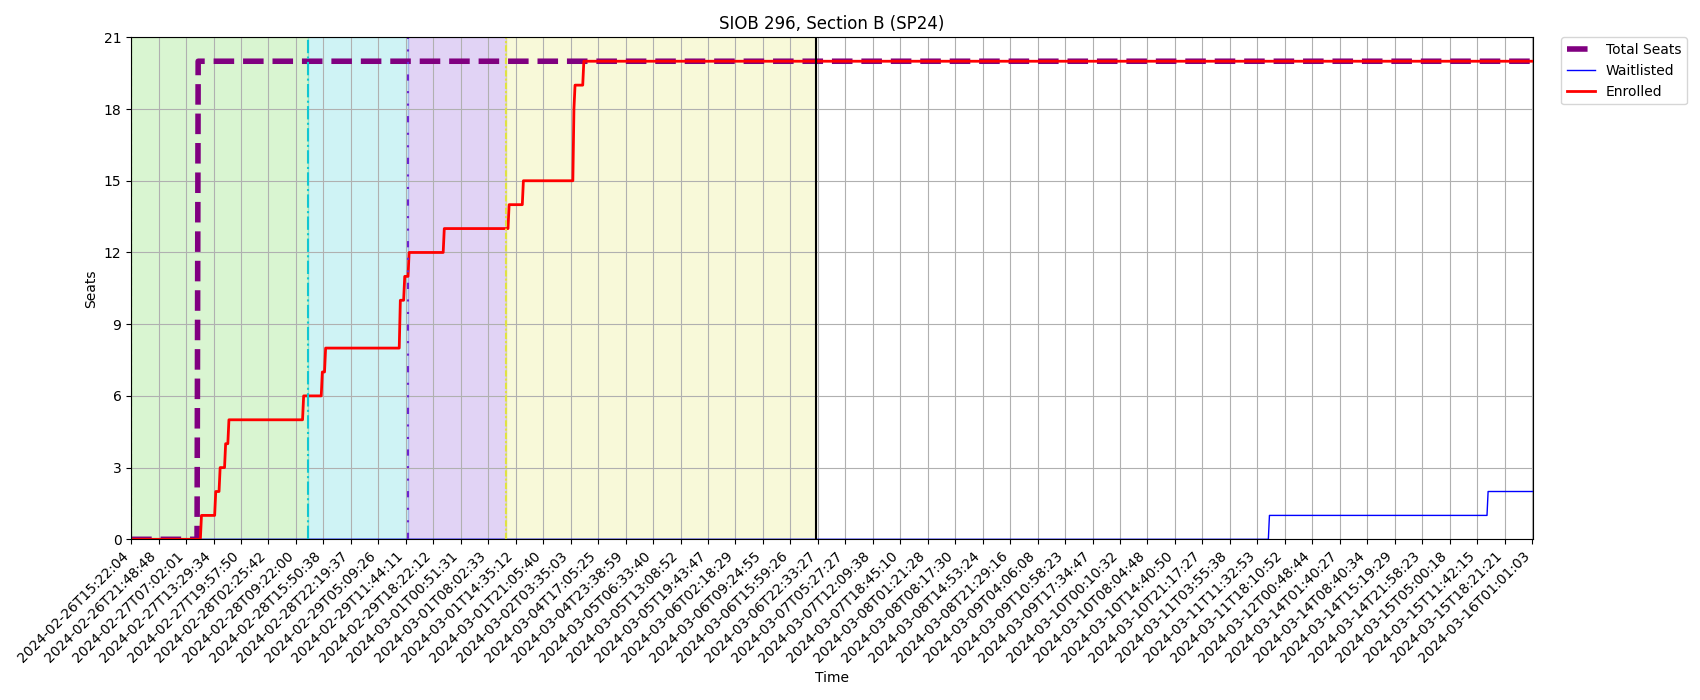 SIOB 296, Section B (SP24)
Total Seats
Waitlisted
Enrolled
Seats
21
18
15
12
9
6
3
0
2024-02-26T15:22:04
2024-02-26T21:48:48
2024-02-27T07:02:01
2024-02-27T13:29:34
2024-02-27T19:57:50
2024-02-28T02:25:42
2024-02-28T09:22:00
2024-02-28T15:50:38
2024-02-28T22:19:37
2024-02-29T05:09:26
2024-02-29T11:44:11
2024-02-29T18:22:12
2024-03-01T00:51:31
2024-03-01T08:02:33
2024-03-01T14:35:12
2024-03-01T21:05:40
2024-03-02T03:35:03
2024-03-04T17:05:25
2024-03-04T23:38:59
2024-03-05T06:33:40
2024-03-05T13:08:52
2024-03-05T19:43:47
2024-03-06T02:18:29
2024-03-06T09:24:55
2024-03-06T15:59:26
2024-03-06T22:33:27
2024-03-07T05:27:27
2024-03-07T12:09:38
2024-03-07T18:45:10
2024-03-08T01:21:28
2024-03-08T08:17:30
2024-03-08T14:53:24
2024-03-08T21:29:16
2024-03-09T04:06:08
2024-03-09T10:58:23
2024-03-09T17:34:47
2024-03-10T00:10:32
2024-03-10T08:04:48
2024-03-10T14:40:50
2024-03-10T21:17:27
2024-03-11T03:55:38
2024-03-11T11:32:53
2024-03-11T18:10:52
2024-03-12T00:48:44
2024-03-14T01:40:27
2024-03-14T08:40:34
2024-03-14T15:19:29
2024-03-14T21:58:23
2024-03-15T05:00:18
2024-03-15T11:42:15
2024-03-15T18:21:21
2024-03-16T01:01:03
Time